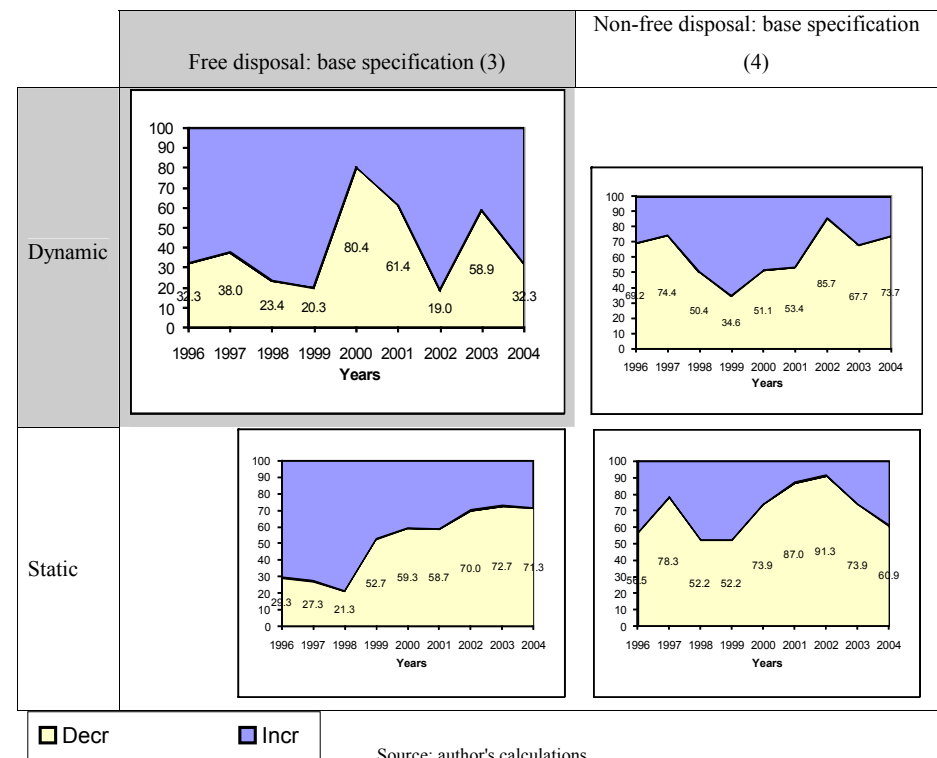 Free disposal: base specification (3)
Non-free disposal: base specification
(4)
Dynamic
100
90
80
70
60
50
40
30
20
10
0
32.3 38.0 23.4 20.3 80.4 61.4 19.0 58.9 32.3
1996 1997 1998 1999 2000 2001 2002 2003 2004
Years
100
90
80
70
60
50
40
30
20
10
0
69.2 74.4 50.4 34.6 51.1 53.4 85.7 67.7 73.7
1996 1997 1998 1999 2000 2001 2002 2003 2004
Years
Static
100
90
80
70
60
50
40
30
20
10
0
29.3 27.3 21.3 52.7 59.3 58.7 70.0 72.7 71.3
1996 1997 1998 1999 2000 2001 2002 2003 2004
Years
100
90
80
70
60
50
40
30
20
10
0
56.5 78.3 52.2 52.2 73.9 87.0 91.3 73.9 60.9
1996 1997 1998 1999 2000 2001 2002 2003 2004
Years
Decr Incr
Source: author's calculations